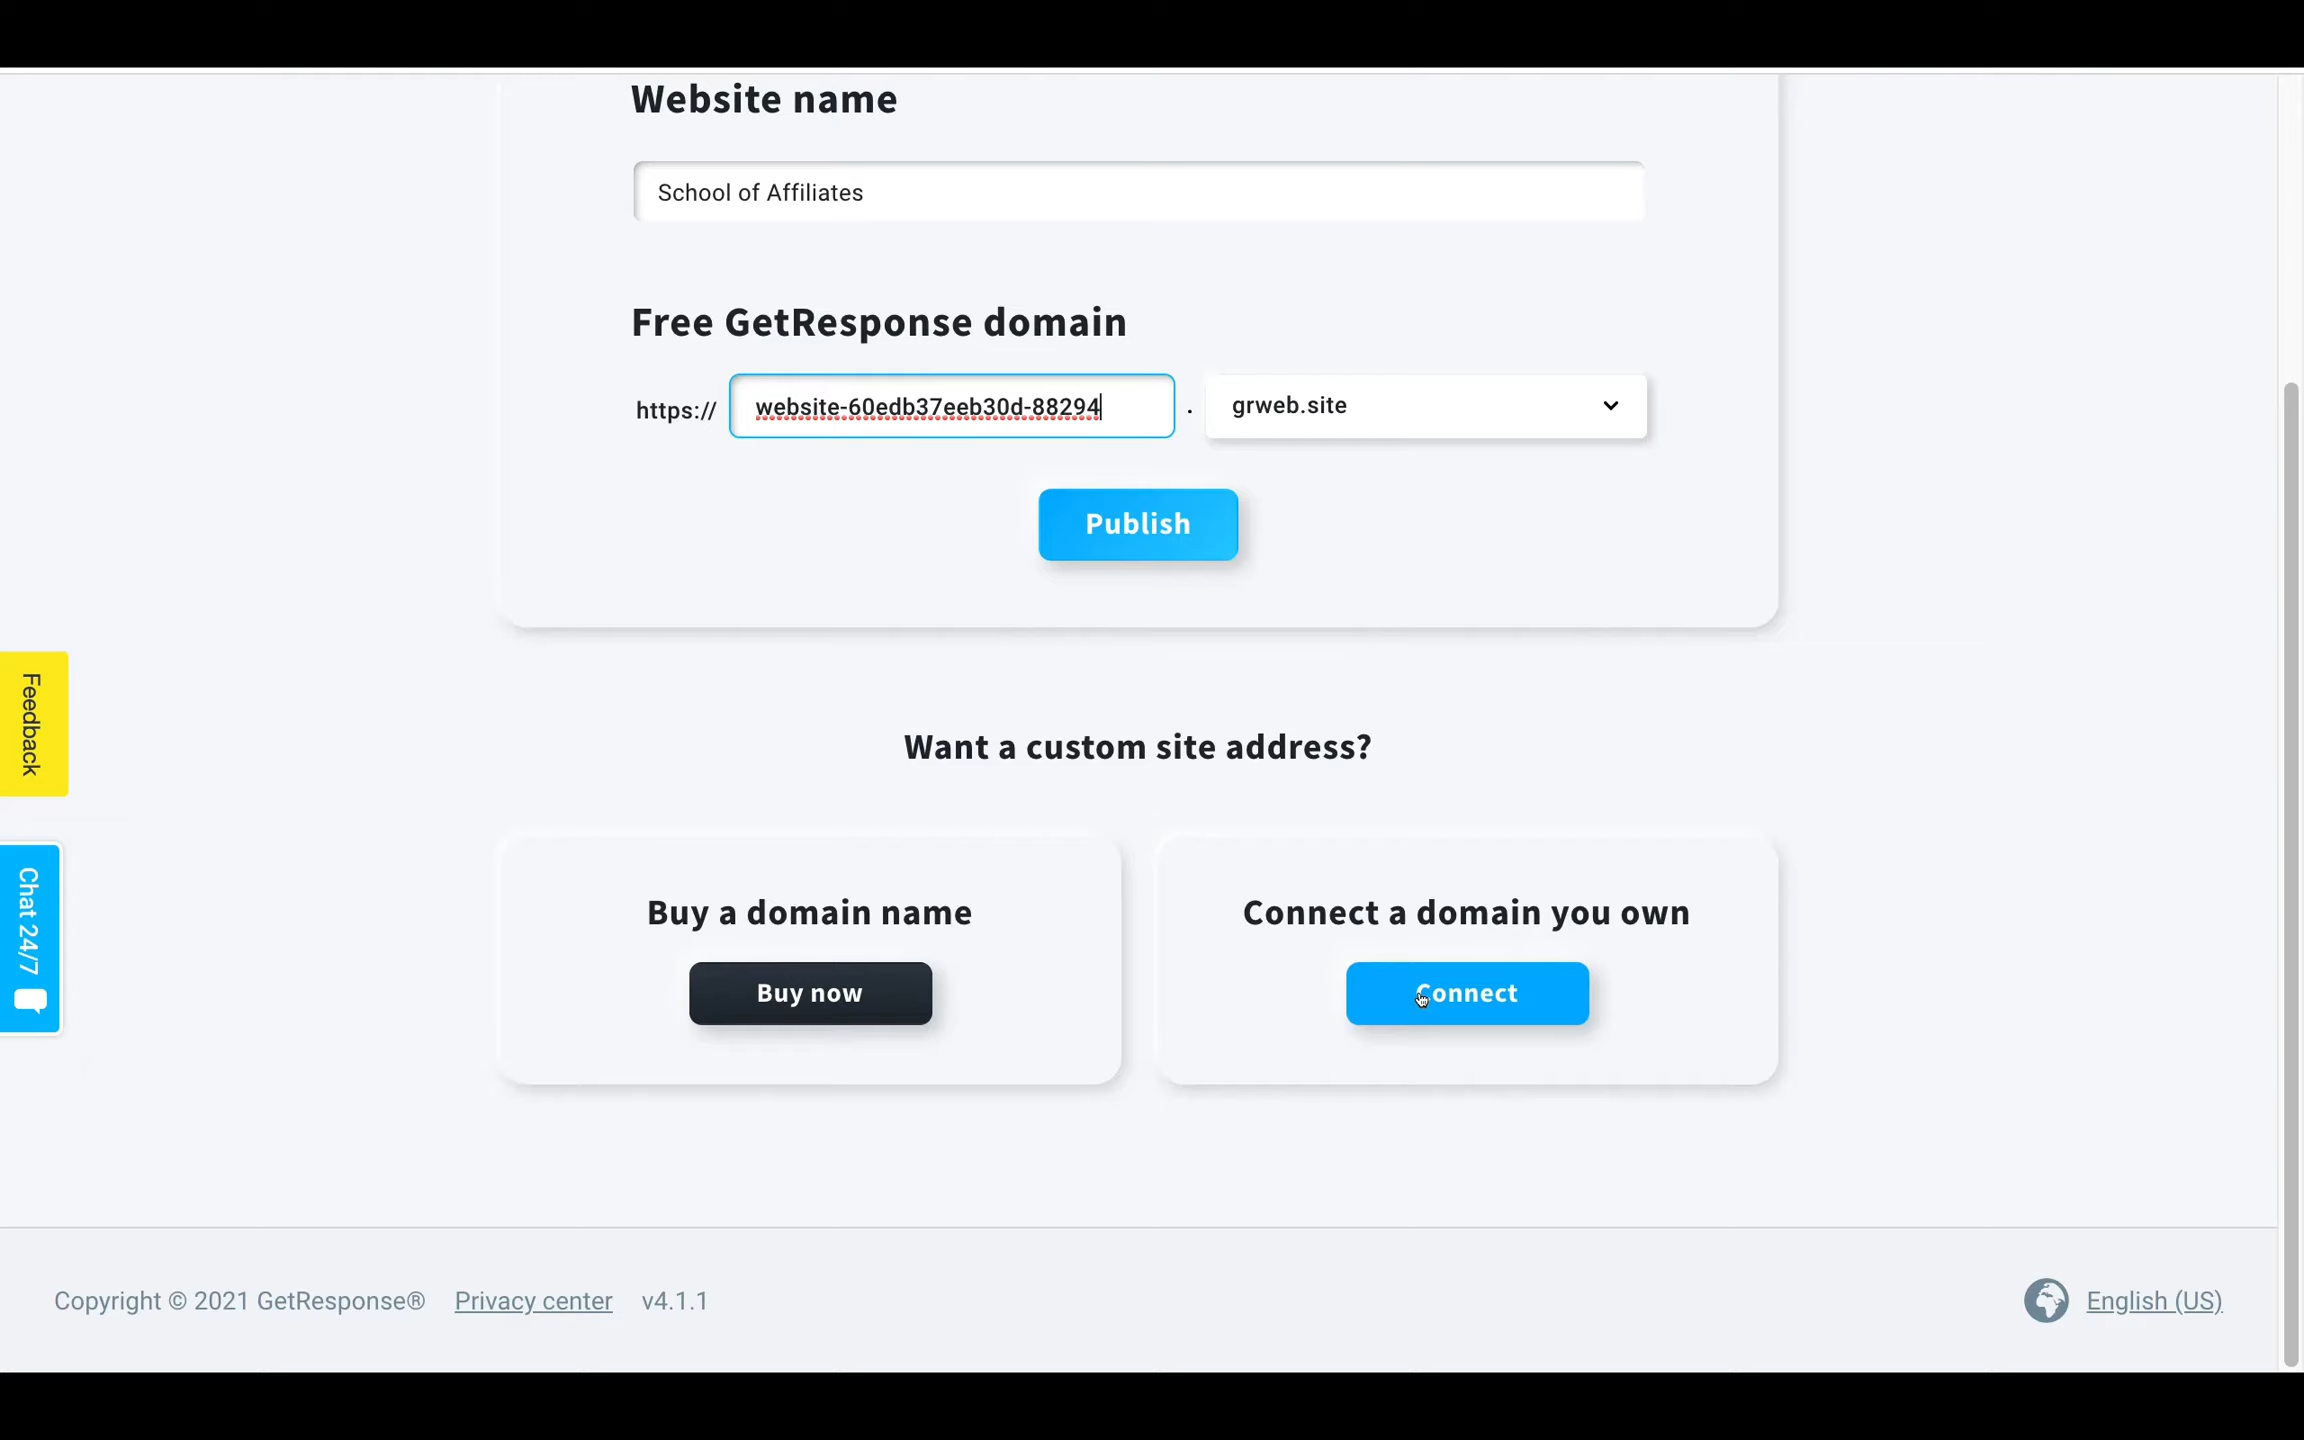 Website name
School of Affiliates
Free GetResponse domain
https:// website-60edb37eeb30d-88294 . grweb.site
Publish
Feedback
Want a custom site address?
Chat 24/7
Buy a domain name
Connect a domain you own
Buy now
Connect
Copyright © 2021 GetResponse® Privacy center v4.1.1
English (US)